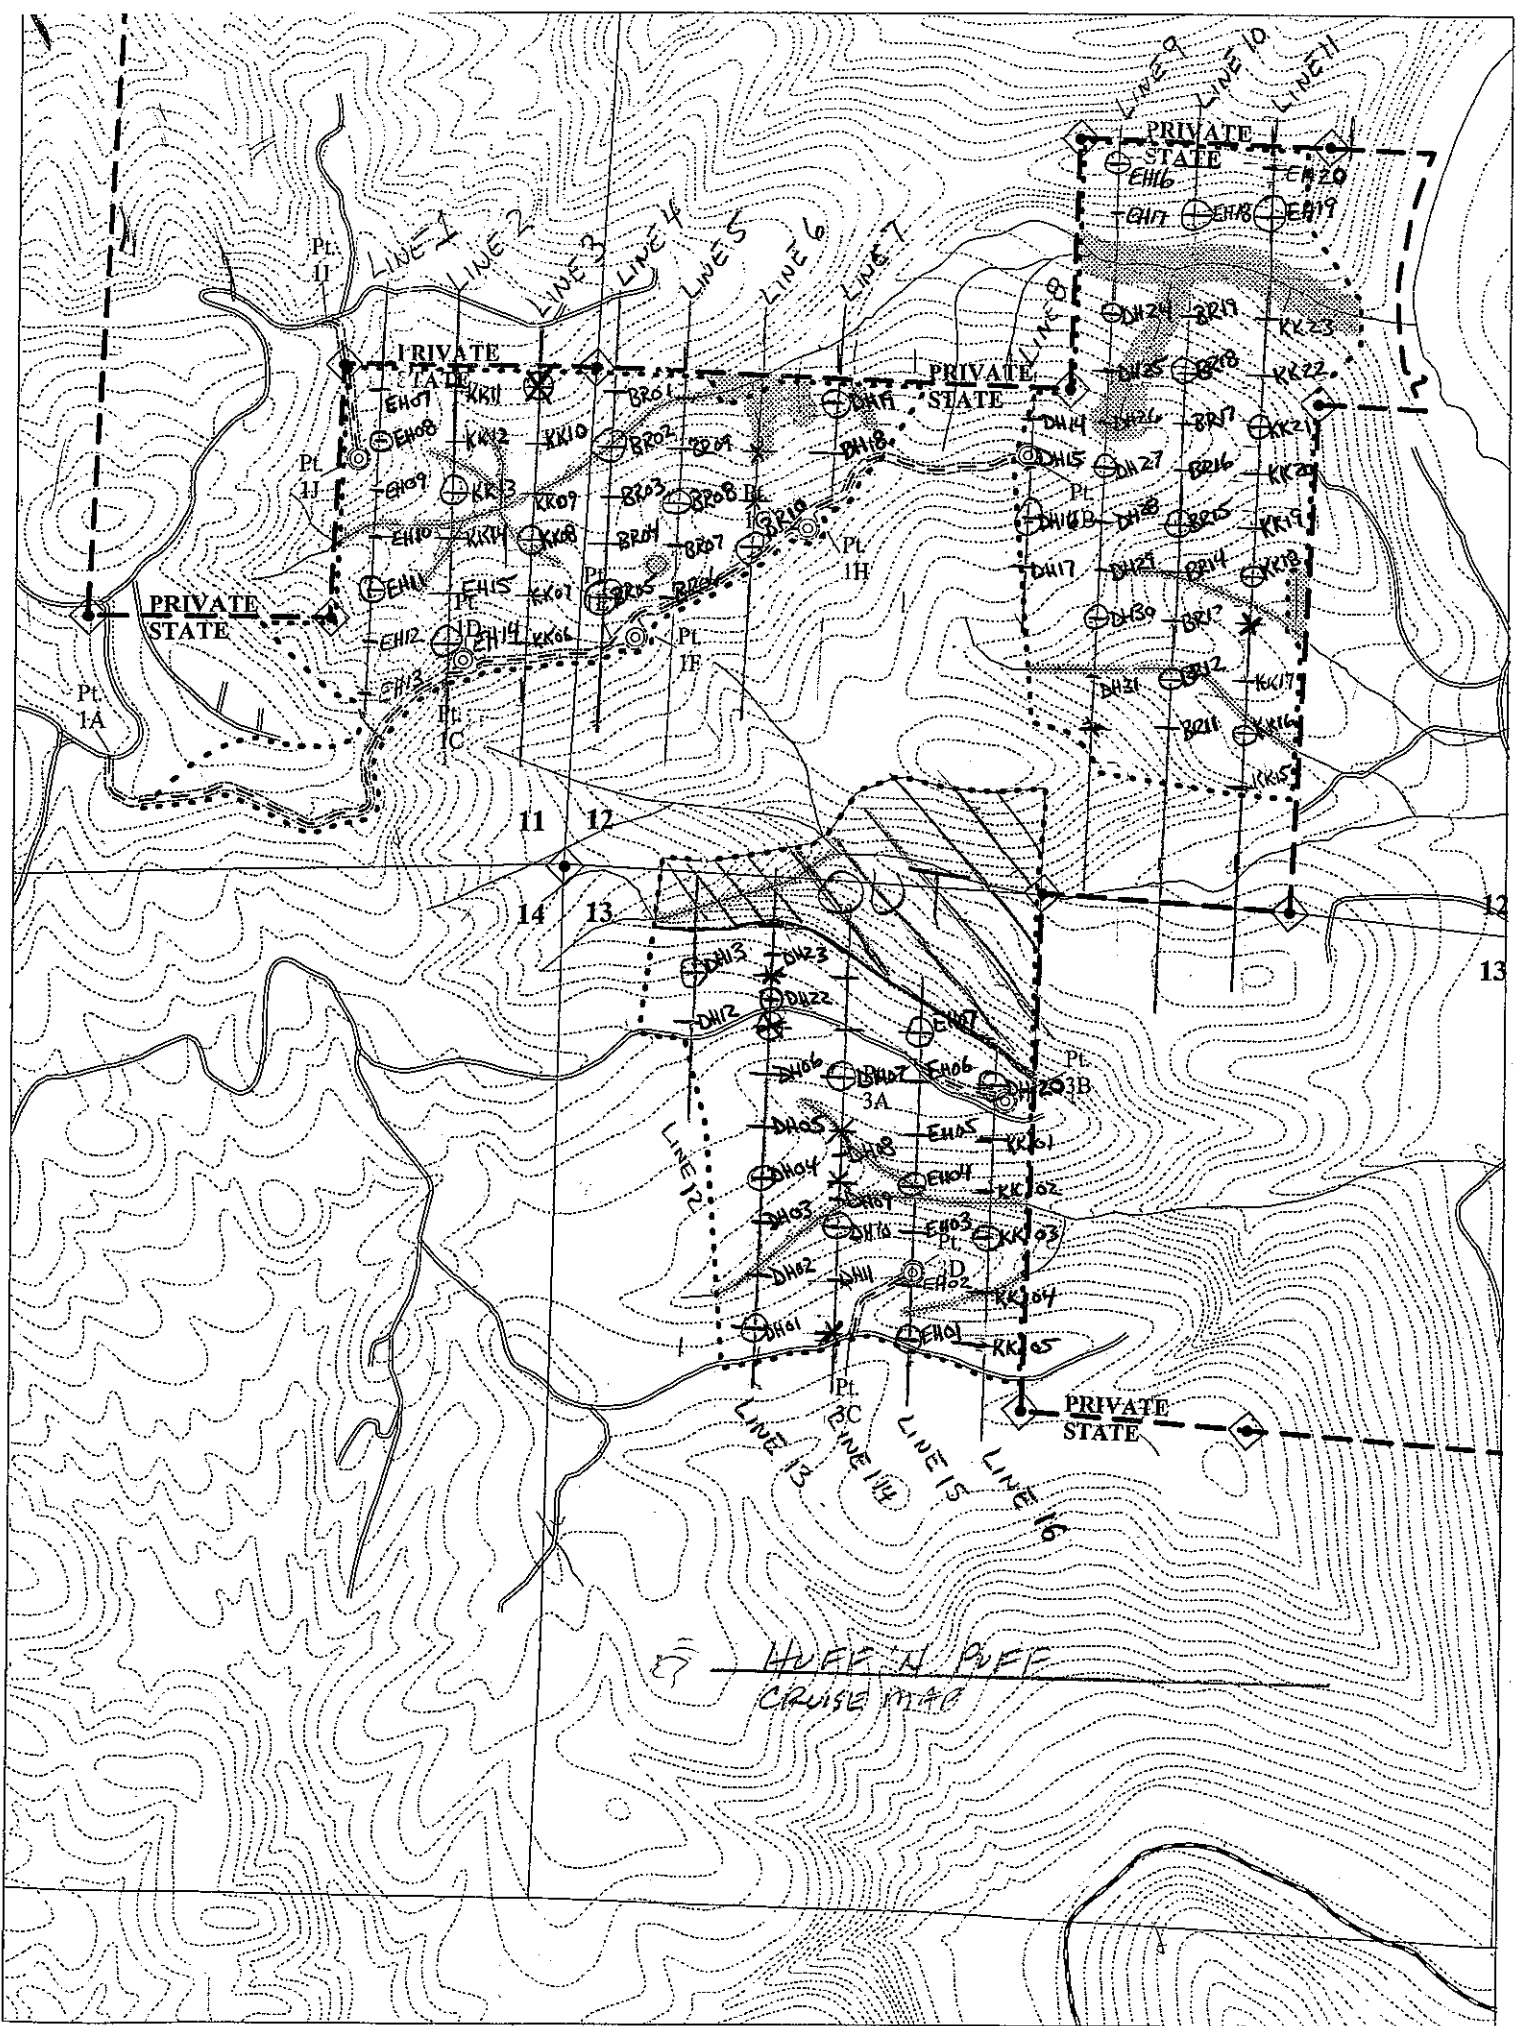 LINE 9
LINE 10
LINE 11
PRIVATE
STATE
EH16
EH20
EH17
EH18
EH19
Pt.
1I
LINE 1
LINE 2
LINE 3
LINE 4
LINE 5
LINE 6
LINE 7
LINE 8
DH24
BR19
KK23
PRIVATE
PRIVATE
STATE
DH25
BR18
KK22
EH07
KK11
BR01
DH19
DH14
DH26
BR17
KK21
EH08
KK12
KK10
BR02
BR09
DH18
DH15
DH27
BR16
KK20
Pt.
1J
EH09
KK13
KK09
BR03
BR08
BR10
Pt.
DH16
DH28
BR15
KK19
EH10
KK14
KK08
BR04
BR07
Pt.
1H
DH17
DH29
BR14
KK18
EH11
EH15
KK07
BR05
BR06
PRIVATE
STATE
Pt.
1D
DH30
BR13
EH12
EH14
KK06
Pt.
1F
EH13
DH31
BR12
KK17
Pt.
1A
Pt.
1C
BR11
KK16
KK15
11
12
14
13
12
13
DH13
DH23
DH22
DH12
EH07
DH06
DH07
EH06
DH20
3A
Pt.
3B
DH05
EH05
KK01
DH08
LINE 12
DH04
EH04
KK02
DH03
DH09
DH10
EH03
KK03
Pt.
DH02
DH11
EH02
KK04
DH01
EH01
KK05
Pt.
3C
PRIVATE
STATE
LINE 13
LINE 14
LINE 15
LINE 16
HUFF 'N PUFF
CRUISE MAP